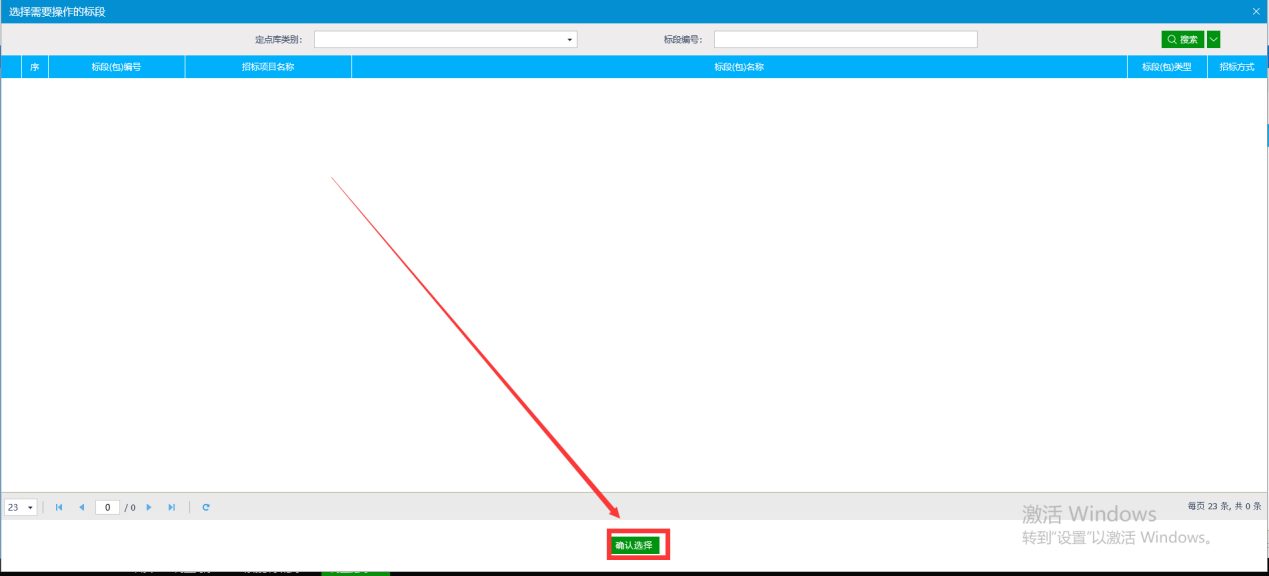 选择需要操作的标段
定点库类别： 标段编号： 搜索
序 标段(包)编号 招标项目名称 标段(包)名称 标段(包)类型 招标方式
23 0 / 0 每页 23 条, 共 0 条
激活 Windows
转到"设置"以激活 Windows。
确认选择